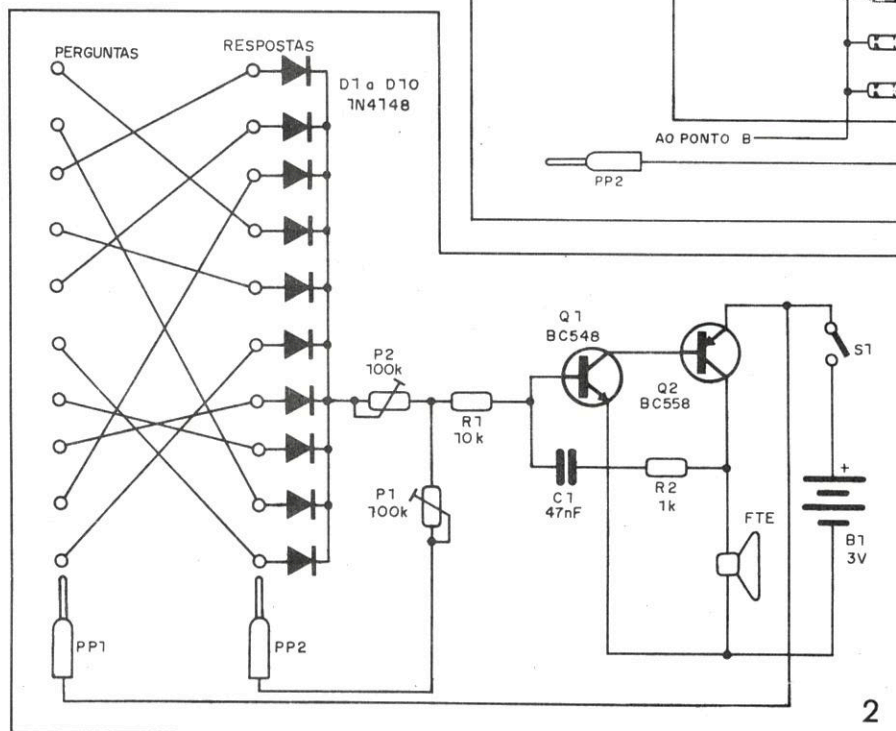 PERGUNTAS
RESPOSTAS
D1 a D10
1N4148
AO PONTO B
PP2
P2
100k
R1
10k
P1
100k
Q1
BC548
Q2
BC558
C1
47nF
R2
1k
FTE
S1
+
B1
3V
PP1
PP2
2